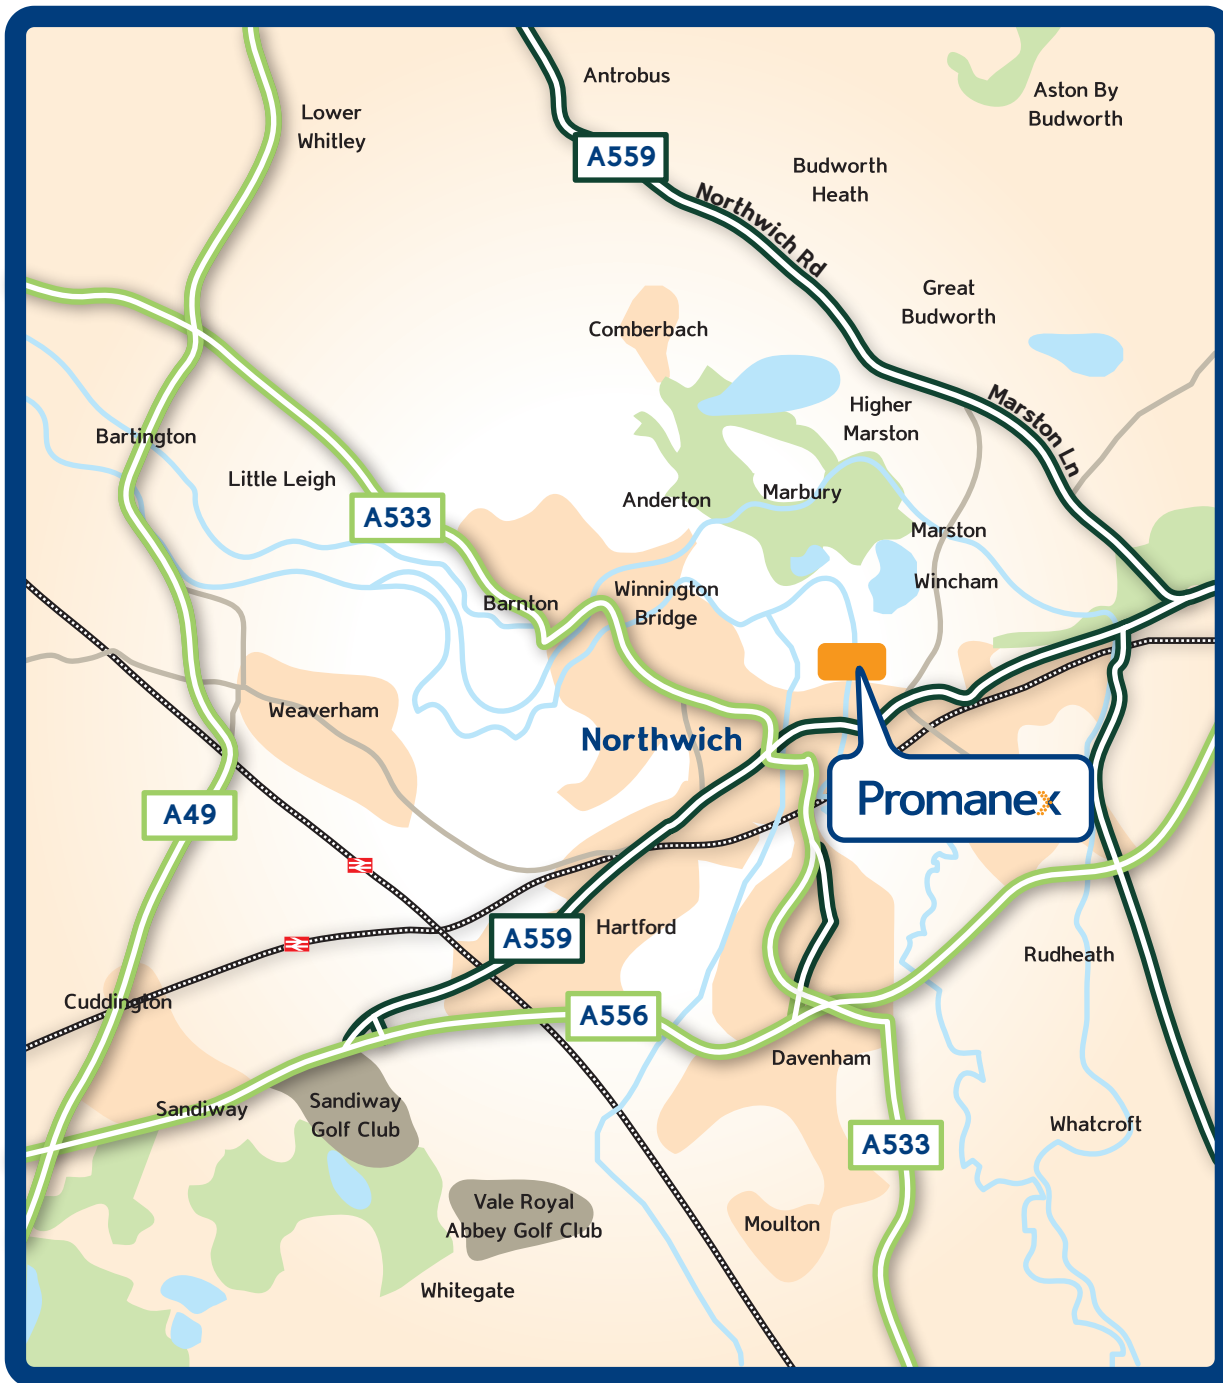 Antrobus
Aston By
Budworth
Lower
Whitley
A559
Budworth
Heath
Northwich Rd
Great
Budworth
Comberbach
Higher
Marston
Marston Ln
Bartington
Little Leigh
Anderton
Marbury
A533
Marston
Wincham
Winnington
Bridge
Barnton
Weaverham
Northwich
Promanex
A49
Hartford
A559
Rudheath
Cuddington
A556
Davenham
Sandiway
Sandiway
Golf Club
Whatcroft
A533
Vale Royal
Abbey Golf Club
Moulton
Whitegate